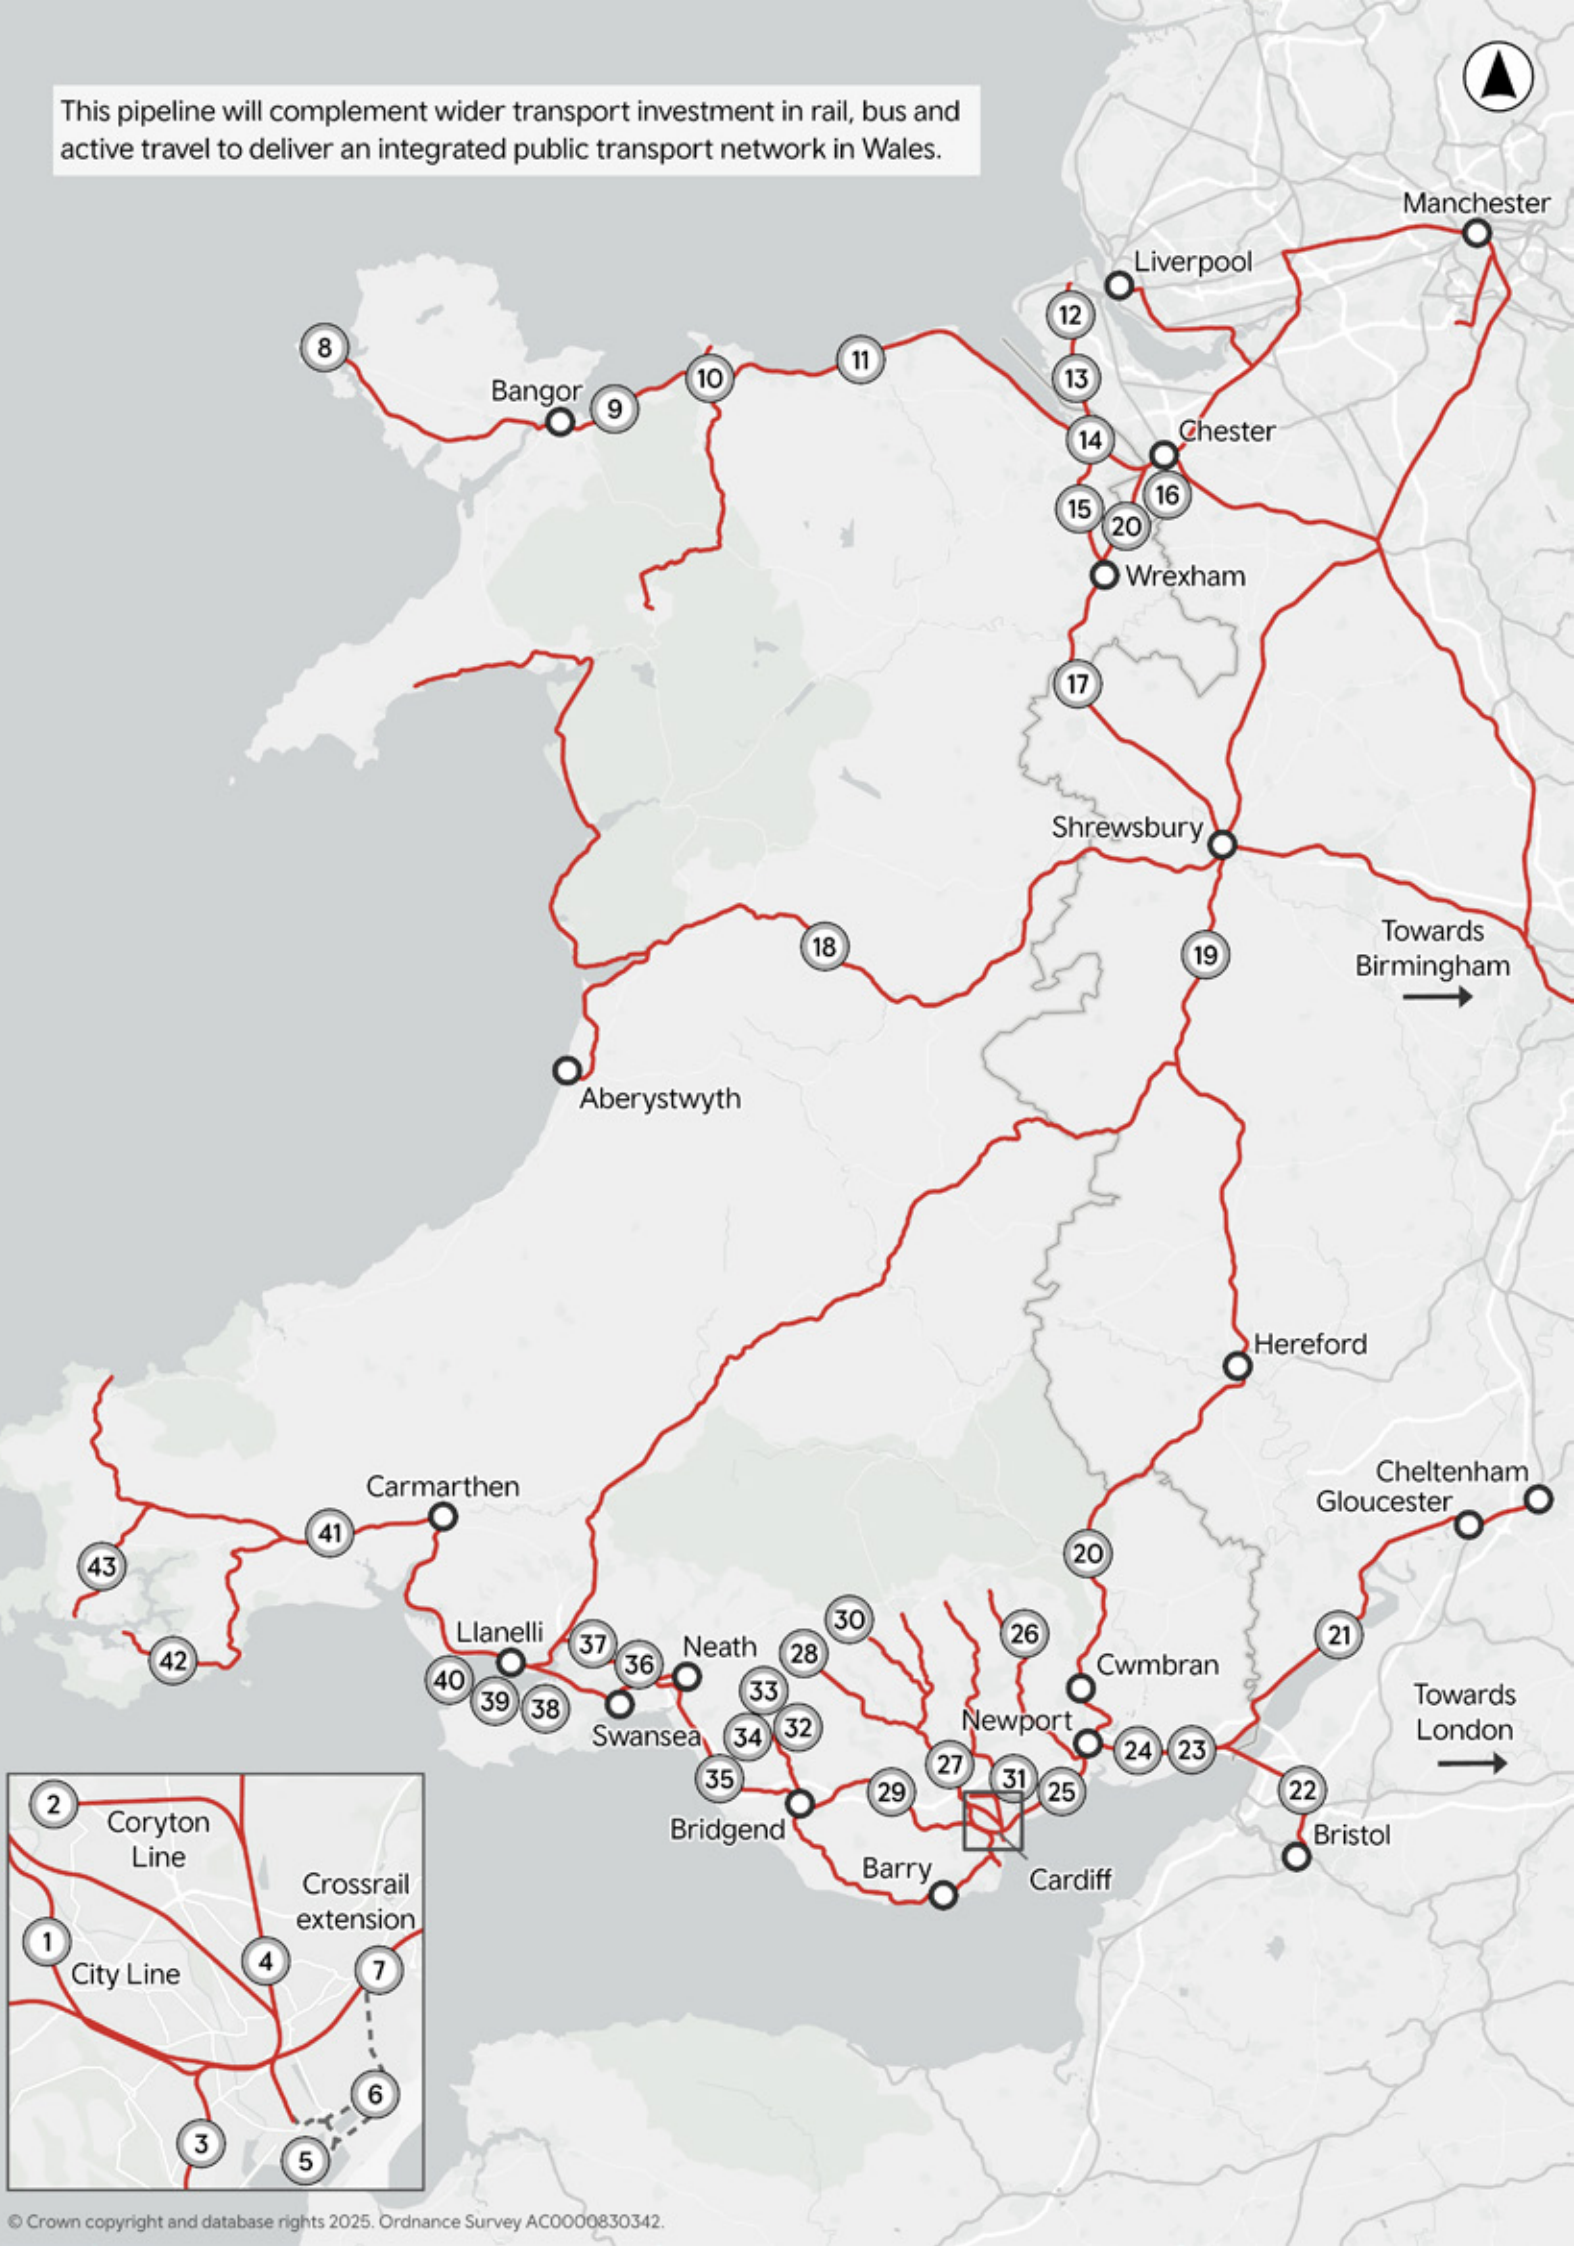 This pipeline will complement wider transport investment in rail, bus and
active travel to deliver an integrated public transport network in Wales.
Manchester
Liverpool
12
8
11
13
10
Bangor
9
14
Chester
16
15
20
Wrexham
17
Shrewsbury
18
19
Towards
Birmingham
Aberystwyth
Hereford
Cheltenham
Gloucester
Carmarthen
41
43
20
Llanelli
37
36
Neath
30
28
26
21
42
40
39
38
Swansea
33
34
32
Cwmbran
Newport
24
23
Towards
London
35
29
27
31
25
22
Bridgend
Barry
Cardiff
Bristol
2
Coryton
Line
Crossrail
extension
1
City Line
4
7
6
3
5
© Crown copyright and database rights 2025. Ordnance Survey AC0000830342.